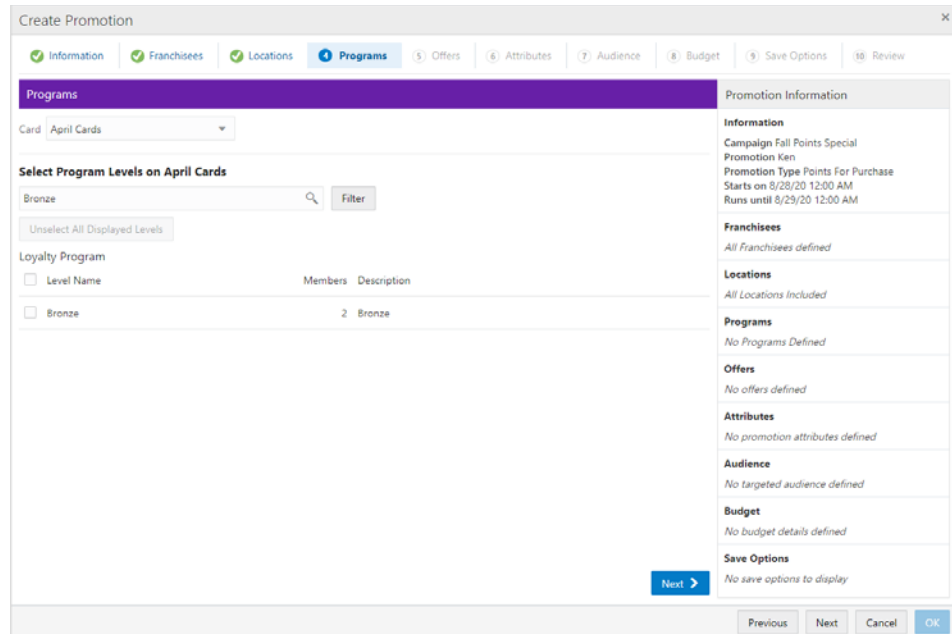 Create Promotion
Information Franchisees Locations 4 Programs 5 Offers 6 Attributes 7 Audience 8 Budget 9 Save Options 10 Review
Programs
Card April Cards
Select Program Levels on April Cards
Bronze Filter
Unselect All Displayed Levels
Loyalty Program
Level Name Members Description
Bronze 2 Bronze
Next
Promotion Information
Information
Campaign Fall Points Special
Promotion Ken
Promotion Type Points For Purchase
Starts on 8/28/20 12:00 AM
Runs until 8/29/20 12:00 AM
Franchisees
All Franchisees defined
Locations
All Locations Included
Programs
No Programs Defined
Offers
No offers defined
Attributes
No promotion attributes defined
Audience
No targeted audience defined
Budget
No budget details defined
Save Options
No save options to display
Previous Next Cancel OK